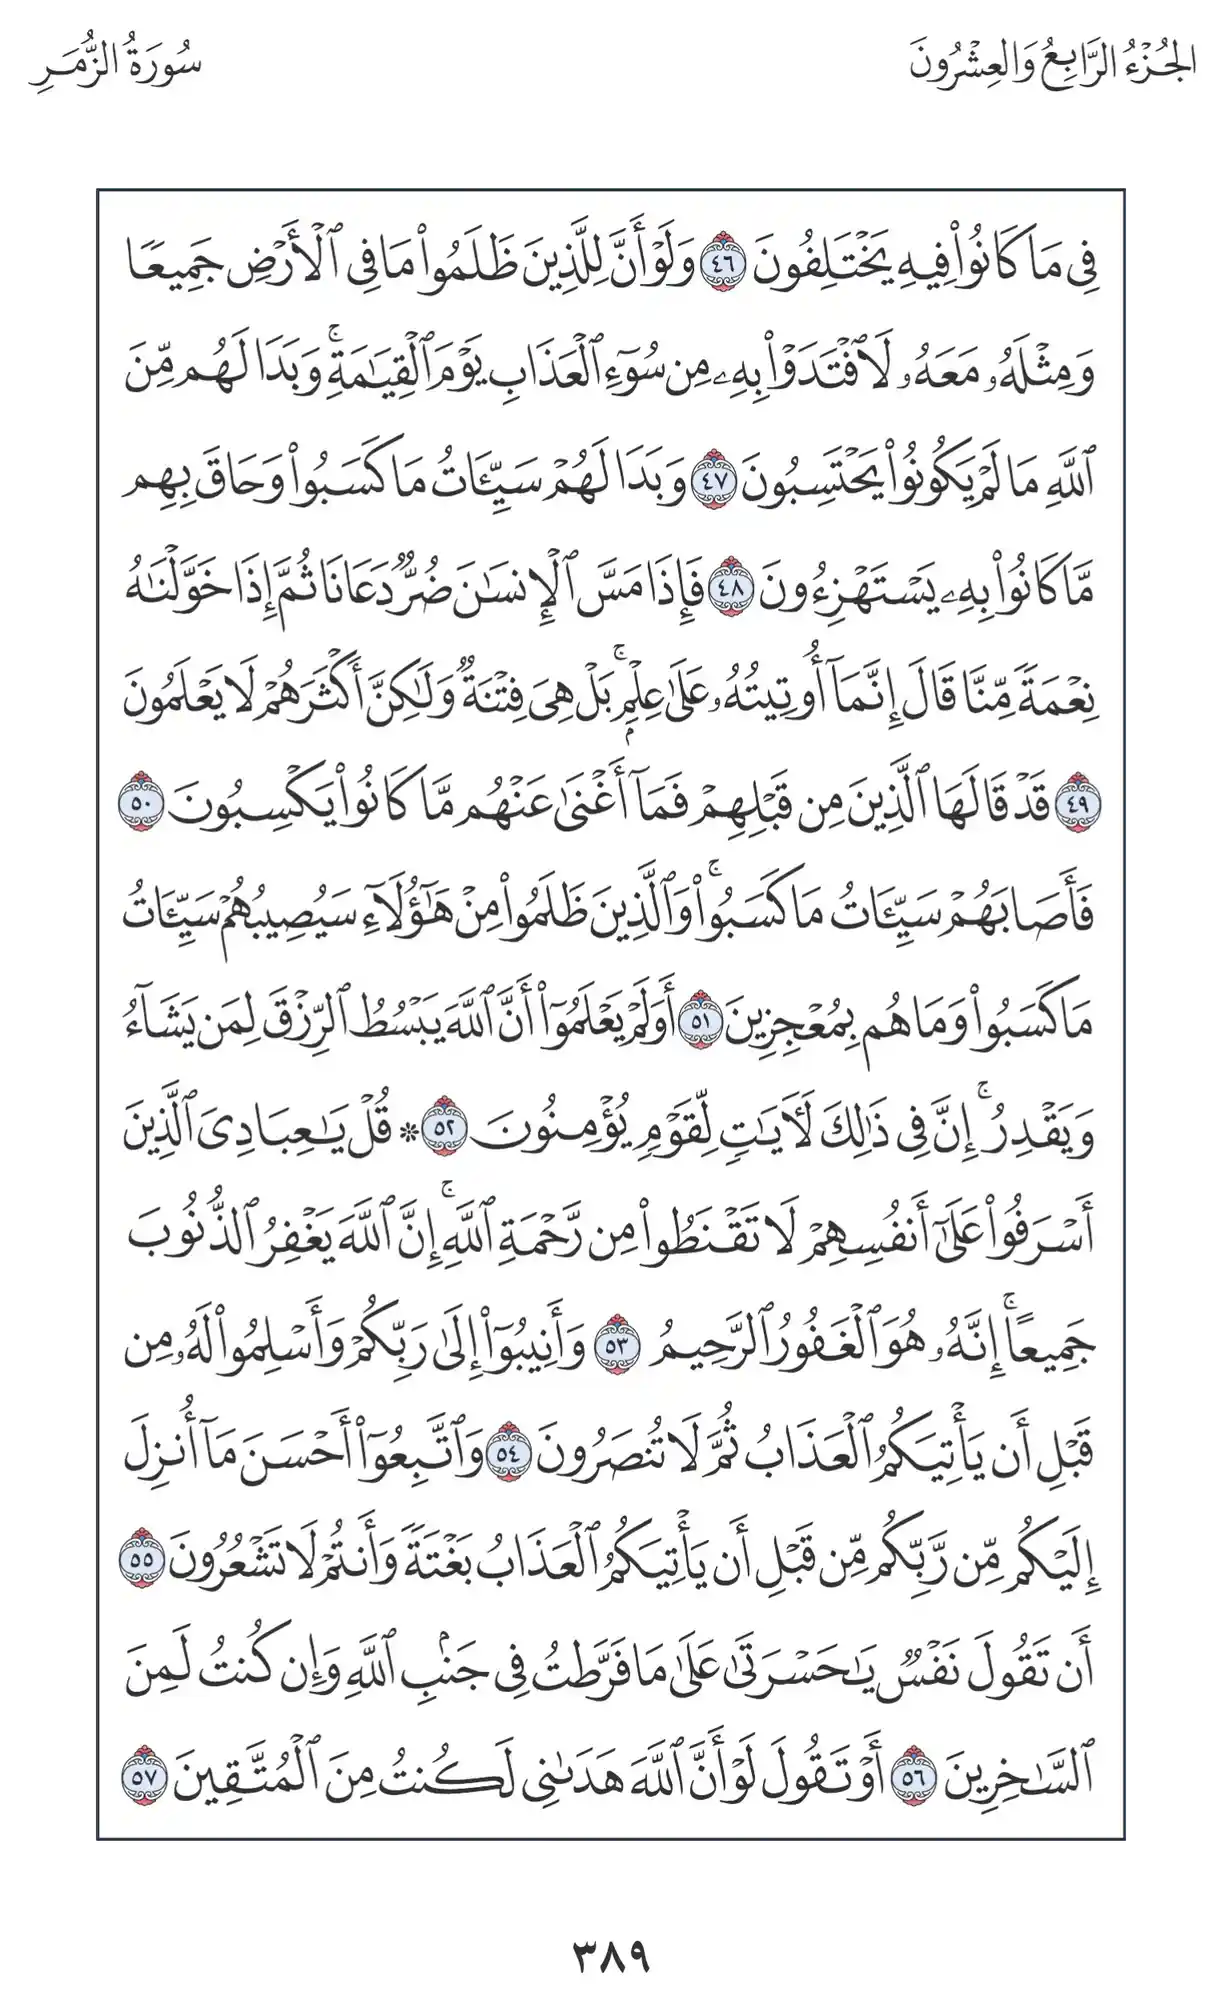 الجُزْءُ الرَّابِعُ وَالعِشْرُونَ
سُورَةُ الزُّمَرِ
فِي مَا كَانُوا۟ فِيهِ يَخْتَلِفُونَ ٤٦ وَلَوْ أَنَّ لِلَّذِينَ ظَلَمُوا۟ مَا فِي ٱلْأَرْضِ جَمِيعًا
وَمِثْلَهُۥ مَعَهُۥ لَٱفْتَدَوْا۟ بِهِۦ مِن سُوٓءِ ٱلْعَذَابِ يَوْمَ ٱلْقِيَٰمَةِۚ وَبَدَا لَهُم مِّنَ
ٱللَّهِ مَا لَمْ يَكُونُوا۟ يَحْتَسِبُونَ ٤٧ وَبَدَا لَهُمْ سَيِّـَٔاتُ مَا كَسَبُوا۟ وَحَاقَ بِهِم
مَّا كَانُوا۟ بِهِۦ يَسْتَهْزِءُونَ ٤٨ فَإِذَا مَسَّ ٱلْإِنسَٰنَ ضُرٌّ دَعَانَا ثُمَّ إِذَا خَوَّلْنَٰهُ
نِعْمَةً مِّنَّا قَالَ إِنَّمَآ أُوتِيتُهُۥ عَلَىٰ عِلْمٍۭۚ بَلْ هِيَ فِتْنَةٌ وَلَٰكِنَّ أَكْثَرَهُمْ لَا يَعْلَمُونَ
٤٩ قَدْ قَالَهَا ٱلَّذِينَ مِن قَبْلِهِمْ فَمَآ أَغْنَىٰ عَنْهُم مَّا كَانُوا۟ يَكْسِبُونَ ٥٠
فَأَصَابَهُمْ سَيِّـَٔاتُ مَا كَسَبُوا۟ۚ وَٱلَّذِينَ ظَلَمُوا۟ مِنْ هَٰٓؤُلَآءِ سَيُصِيبُهُمْ سَيِّـَٔاتُ
مَا كَسَبُوا۟ وَمَا هُم بِمُعْجِزِينَ ٥١ أَوَلَمْ يَعْلَمُوٓا۟ أَنَّ ٱللَّهَ يَبْسُطُ ٱلرِّزْقَ لِمَن يَشَآءُ
وَيَقْدِرُۚ إِنَّ فِي ذَٰلِكَ لَـَٔايَٰتٍ لِّقَوْمٍ يُؤْمِنُونَ ٥٢ * قُلْ يَٰعِبَادِيَ ٱلَّذِينَ
أَسْرَفُوا۟ عَلَىٰٓ أَنفُسِهِمْ لَا تَقْنَطُوا۟ مِن رَّحْمَةِ ٱللَّهِۚ إِنَّ ٱللَّهَ يَغْفِرُ ٱلذُّنُوبَ
جَمِيعًاۚ إِنَّهُۥ هُوَ ٱلْغَفُورُ ٱلرَّحِيمُ ٥٣ وَأَنِيبُوٓا۟ إِلَىٰ رَبِّكُمْ وَأَسْلِمُوا۟ لَهُۥ مِن
قَبْلِ أَن يَأْتِيَكُمُ ٱلْعَذَابُ ثُمَّ لَا تُنصَرُونَ ٥٤ وَٱتَّبِعُوٓا۟ أَحْسَنَ مَآ أُنزِلَ
إِلَيْكُم مِّن رَّبِّكُم مِّن قَبْلِ أَن يَأْتِيَكُمُ ٱلْعَذَابُ بَغْتَةً وَأَنتُمْ لَا تَشْعُرُونَ ٥٥
أَن تَقُولَ نَفْسٌ يَٰحَسْرَتَىٰ عَلَىٰ مَا فَرَّطتُ فِي جَنۢبِ ٱللَّهِ وَإِن كُنتُ لَمِنَ
ٱلسَّٰخِرِينَ ٥٦ أَوْ تَقُولَ لَوْ أَنَّ ٱللَّهَ هَدَىٰنِي لَكُنتُ مِنَ ٱلْمُتَّقِينَ ٥٧
٣٨٩